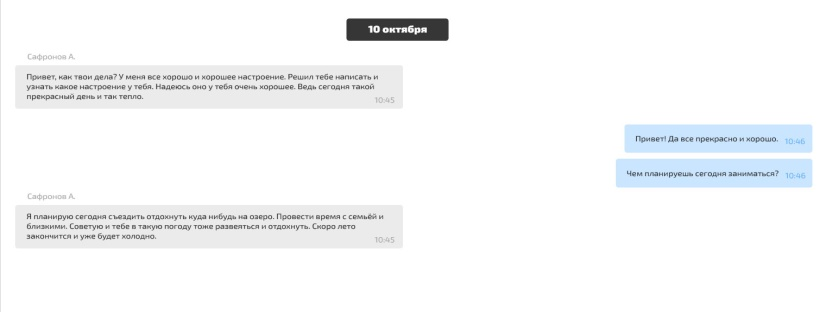 10 октября
Сафронов А.
Привет, как твои дела? У меня все хорошо и хорошее настроение. Решил тебе написать и
узнать какое настроение у тебя. Надеюсь оно у тебя очень хорошее. Ведь сегодня такой
прекрасный день и так тепло.
10:45
Привет! Да все прекрасно и хорошо. 10:46
Чем планируешь сегодня заниматься? 10:46
Сафронов А.
Я планирую сегодня съездить отдохнуть куда нибудь на озеро. Провести время с семьёй и
близкими. Советую и тебе в такую погоду тоже развеяться и отдохнуть. Скоро лето
закончится и уже будет холодно.
10:45